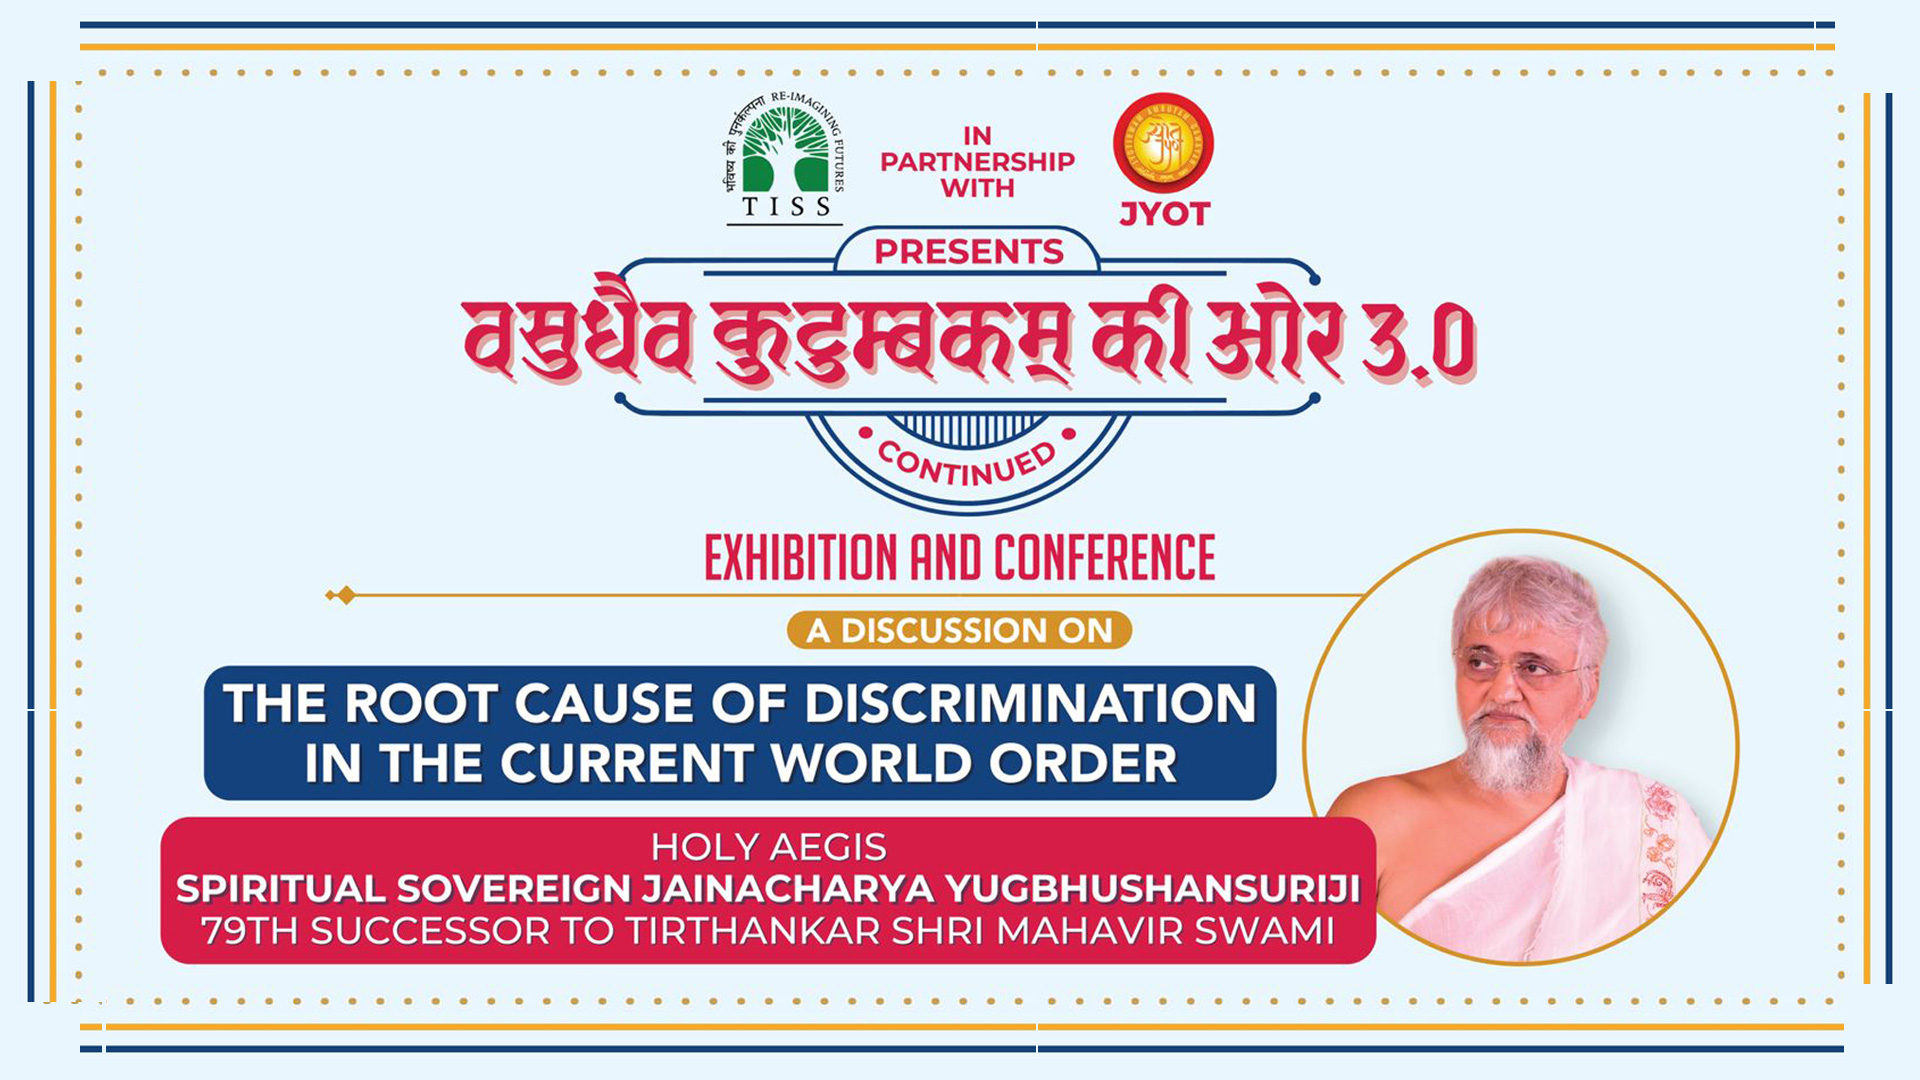 भविष्य की पुनर्कल्पना RE-IMAGINING FUTURES
TISS
IN
PARTNERSHIP
WITH
ज्योत
JYOT
PRESENTS
वसुधैव कुटुम्बकम् की ओर 3.0
• CONTINUED •
EXHIBITION AND CONFERENCE
A DISCUSSION ON
THE ROOT CAUSE OF DISCRIMINATION
IN THE CURRENT WORLD ORDER
HOLY AEGIS
SPIRITUAL SOVEREIGN JAINACHARYA YUGBHUSHANSURIJI
79TH SUCCESSOR TO TIRTHANKAR SHRI MAHAVIR SWAMI